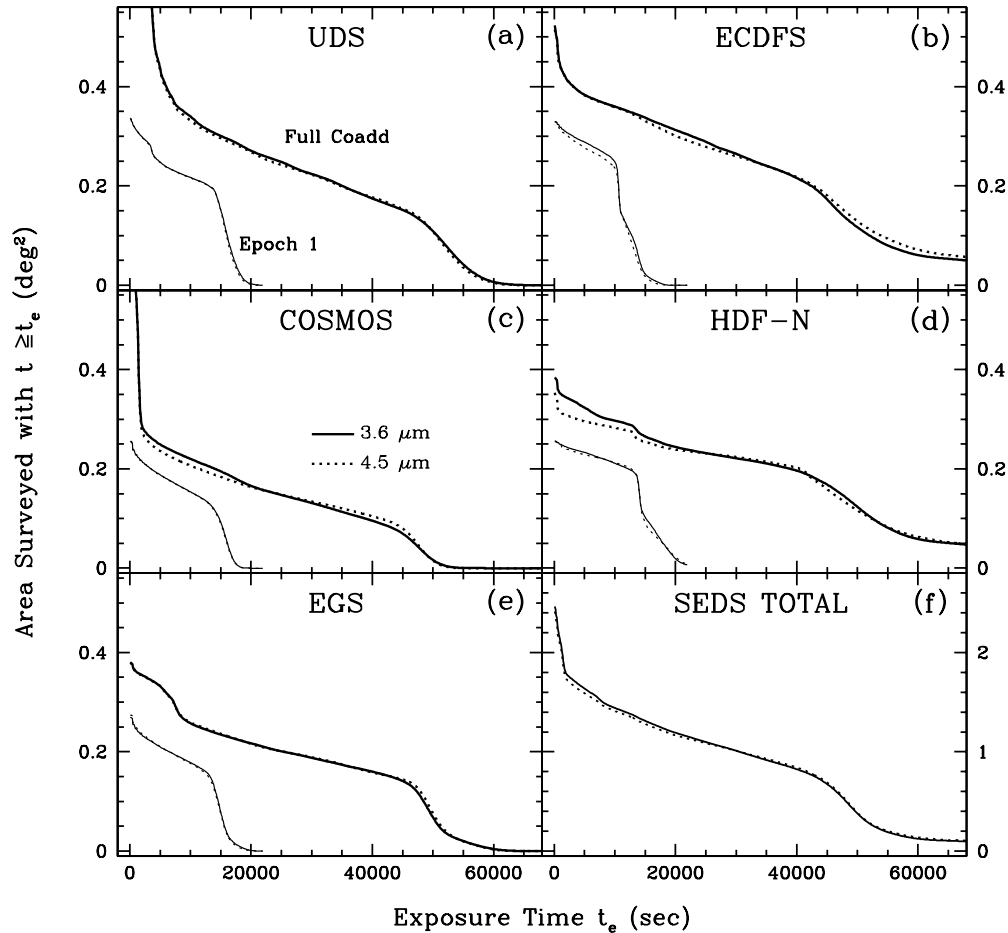 UDS (a)
ECDFS (b)
0.4
0.4
Full Coadd
0.2
0.2
Epoch 1
0
0
COSMOS (c)
HDF-N (d)
0.4
0.4
3.6 μm
4.5 μm
0.2
0.2
0
0
EGS (e)
SEDS TOTAL (f)
0.4
2
0.2
1
0
0
0 20000 40000 60000
0 20000 40000 60000
Exposure Time tₑ (sec)
Area Surveyed with t ≧tₑ (deg²)